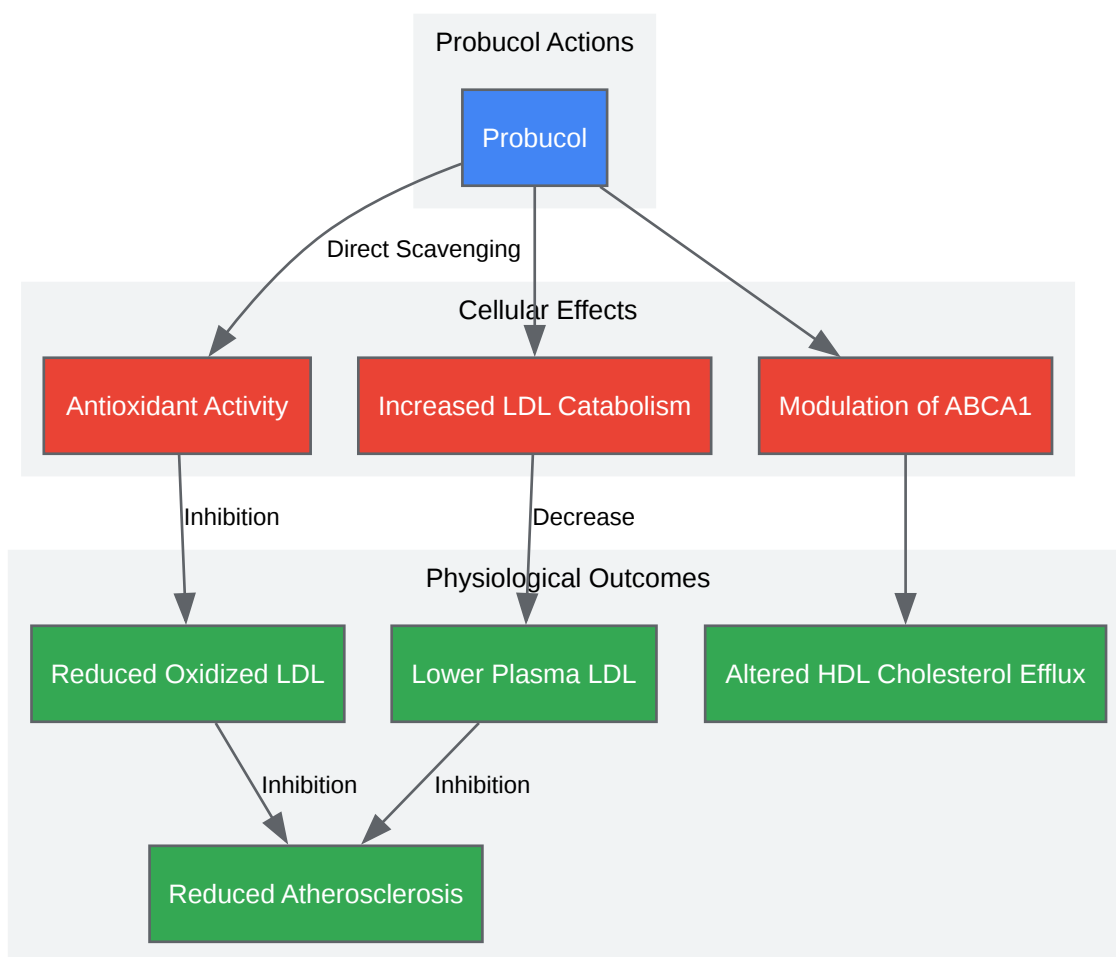 Probucol Actions
Probucol
Direct Scavenging
Cellular Effects
Antioxidant Activity
Increased LDL Catabolism
Modulation of ABCA1
Inhibition
Decrease
Physiological Outcomes
Reduced Oxidized LDL
Lower Plasma LDL
Altered HDL Cholesterol Efflux
Inhibition
Inhibition
Reduced Atherosclerosis